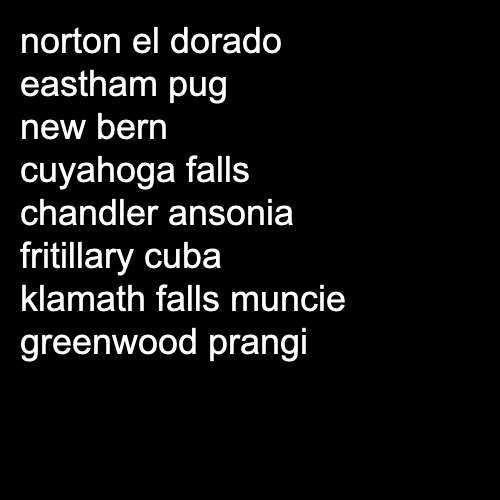 norton el dorado
eastham pug
new bern
cuyahoga falls
chandler ansonia
fritillary cuba
klamath falls muncie
greenwood prangi